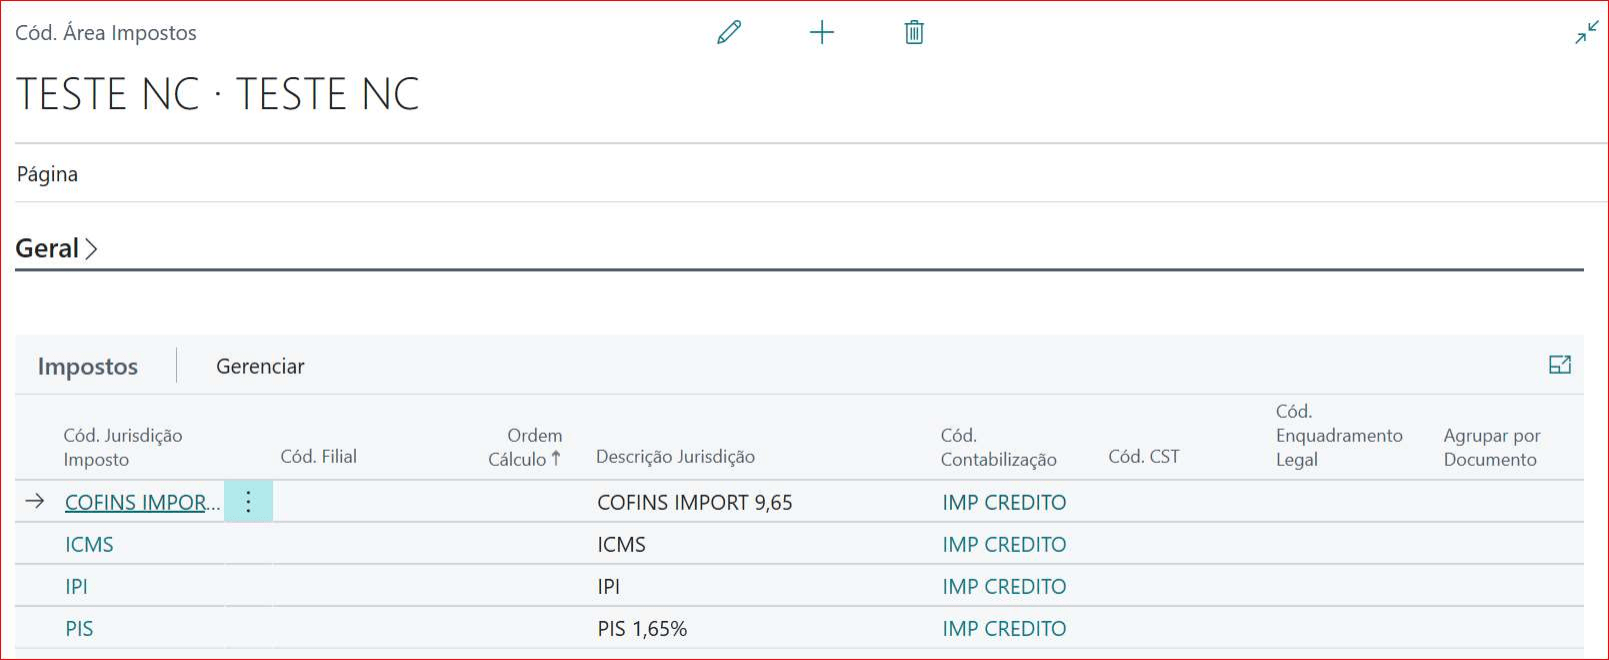 Cód. Área Impostos
TESTE NC · TESTE NC
Página
Geral
Impostos
Gerenciar
Cód. Jurisdição Imposto
Cód. Filial
Ordem Cálculo
Descrição Jurisdição
Cód. Contabilização
Cód. CST
Cód. Enquadramento Legal
Agrupar por Documento
COFINS IMPOR... COFINS IMPORT 9,65 IMP CREDITO
ICMS ICMS IMP CREDITO
IPI IPI IMP CREDITO
PIS PIS 1,65% IMP CREDITO